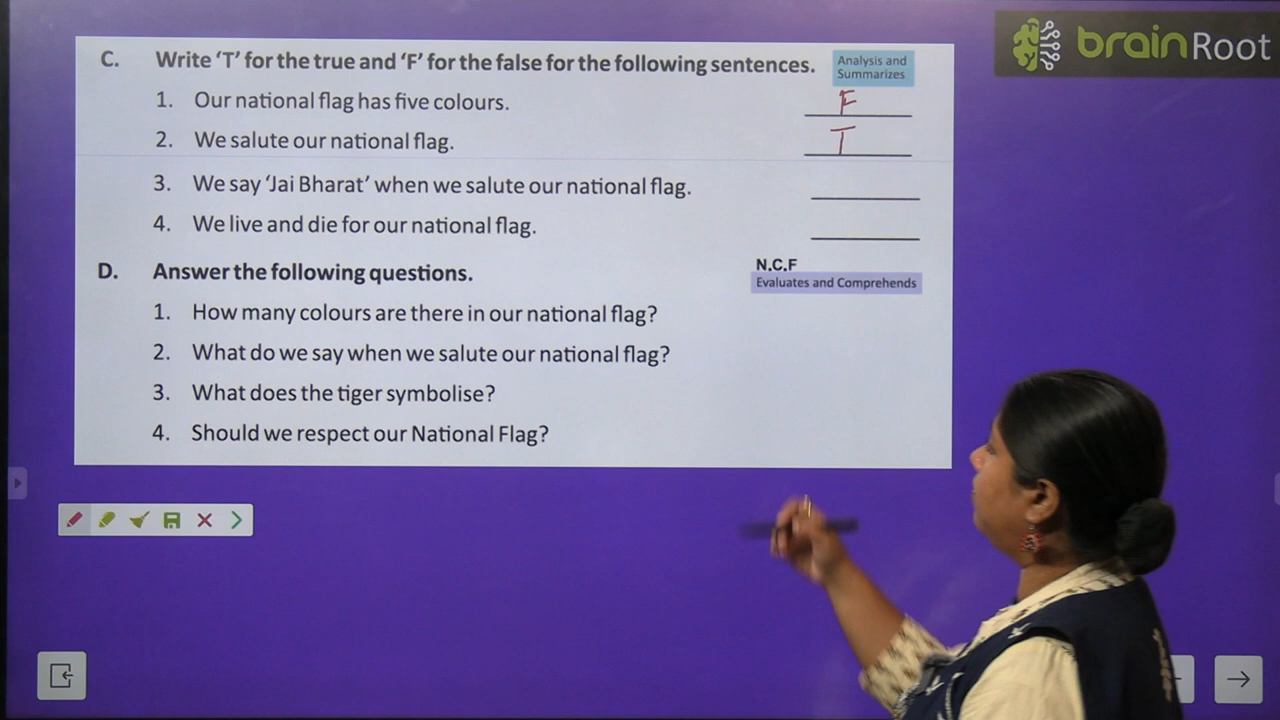 brainRoot
C. Write ‘T’ for the true and ‘F’ for the false for the following sentences.
Analysis and
Summarizes
1. Our national flag has five colours. F
2. We salute our national flag. T
3. We say ‘Jai Bharat’ when we salute our national flag.
4. We live and die for our national flag.
D. Answer the following questions.
N.C.F
Evaluates and Comprehends
1. How many colours are there in our national flag?
2. What do we say when we salute our national flag?
3. What does the tiger symbolise?
4. Should we respect our National Flag?